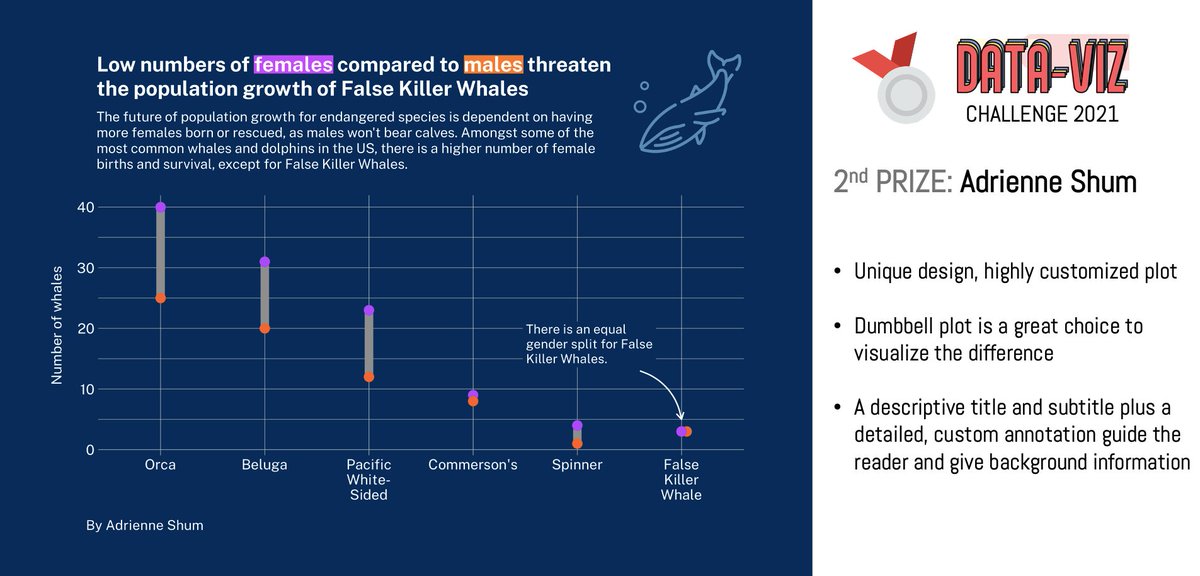 Low numbers of females compared to males threaten
the population growth of False Killer Whales
The future of population growth for endangered species is dependent on having
more females born or rescued, as males won't bear calves. Amongst some of the
most common whales and dolphins in the US, there is a higher number of female
births and survival, except for False Killer Whales.
Number of whales
40
30
20
10
0
There is an equal
gender split for False
Killer Whales.
Orca
Beluga
Pacific
White-
Sided
Commerson's
Spinner
False
Killer
Whale
By Adrienne Shum
DATA-VIZ
CHALLENGE 2021
2nd PRIZE: Adrienne Shum
• Unique design, highly customized plot
• Dumbbell plot is a great choice to
visualize the difference
• A descriptive title and subtitle plus a
detailed, custom annotation guide the
reader and give background information